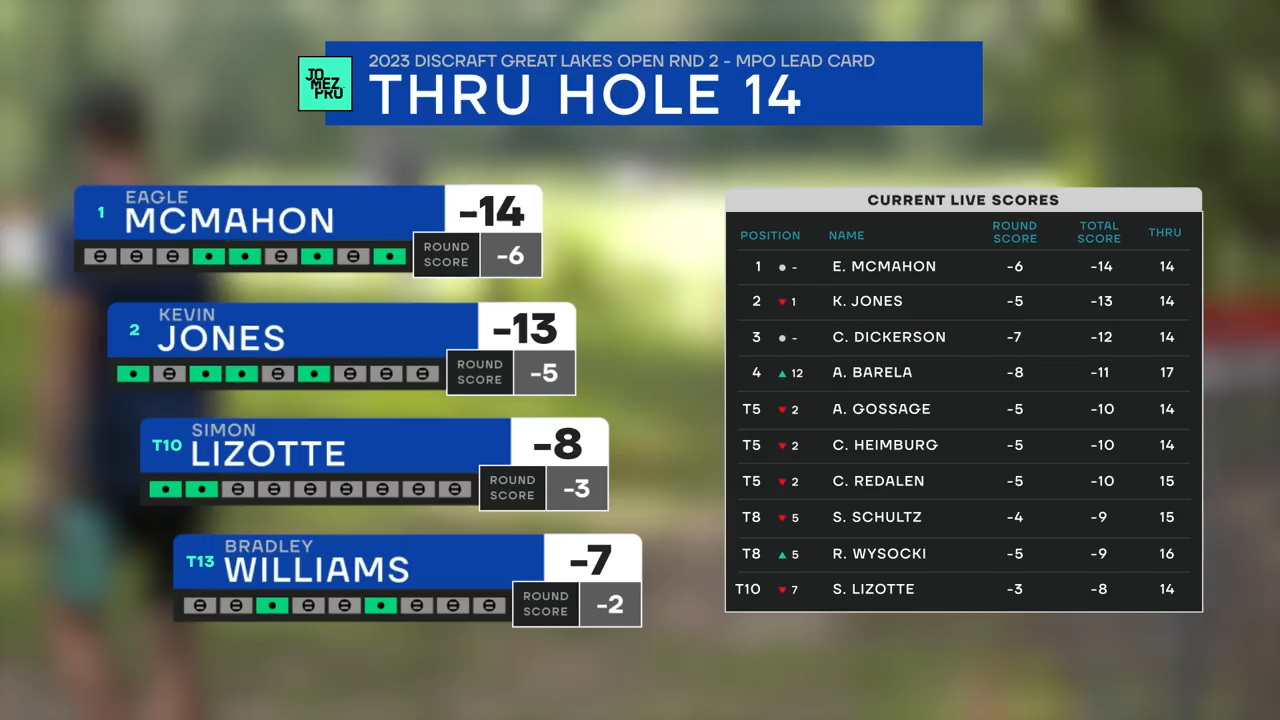 JO
MEZ
PRO
2023 DISCRAFT GREAT LAKES OPEN RND 2 - MPO LEAD CARD
THRU HOLE 14
1 EAGLE MCMAHON -14
ROUND SCORE -6
2 KEVIN JONES -13
ROUND SCORE -5
T10 SIMON LIZOTTE -8
ROUND SCORE -3
T13 BRADLEY WILLIAMS -7
ROUND SCORE -2
CURRENT LIVE SCORES
POSITION NAME ROUND SCORE TOTAL SCORE THRU
1 - E. MCMAHON -6 -14 14
2 1 K. JONES -5 -13 14
3 - C. DICKERSON -7 -12 14
4 12 A. BARELA -8 -11 17
T5 2 A. GOSSAGE -5 -10 14
T5 2 C. HEIMBURG -5 -10 14
T5 2 C. REDALEN -5 -10 15
T8 5 S. SCHULTZ -4 -9 15
T8 5 R. WYSOCKI -5 -9 16
T10 7 S. LIZOTTE -3 -8 14